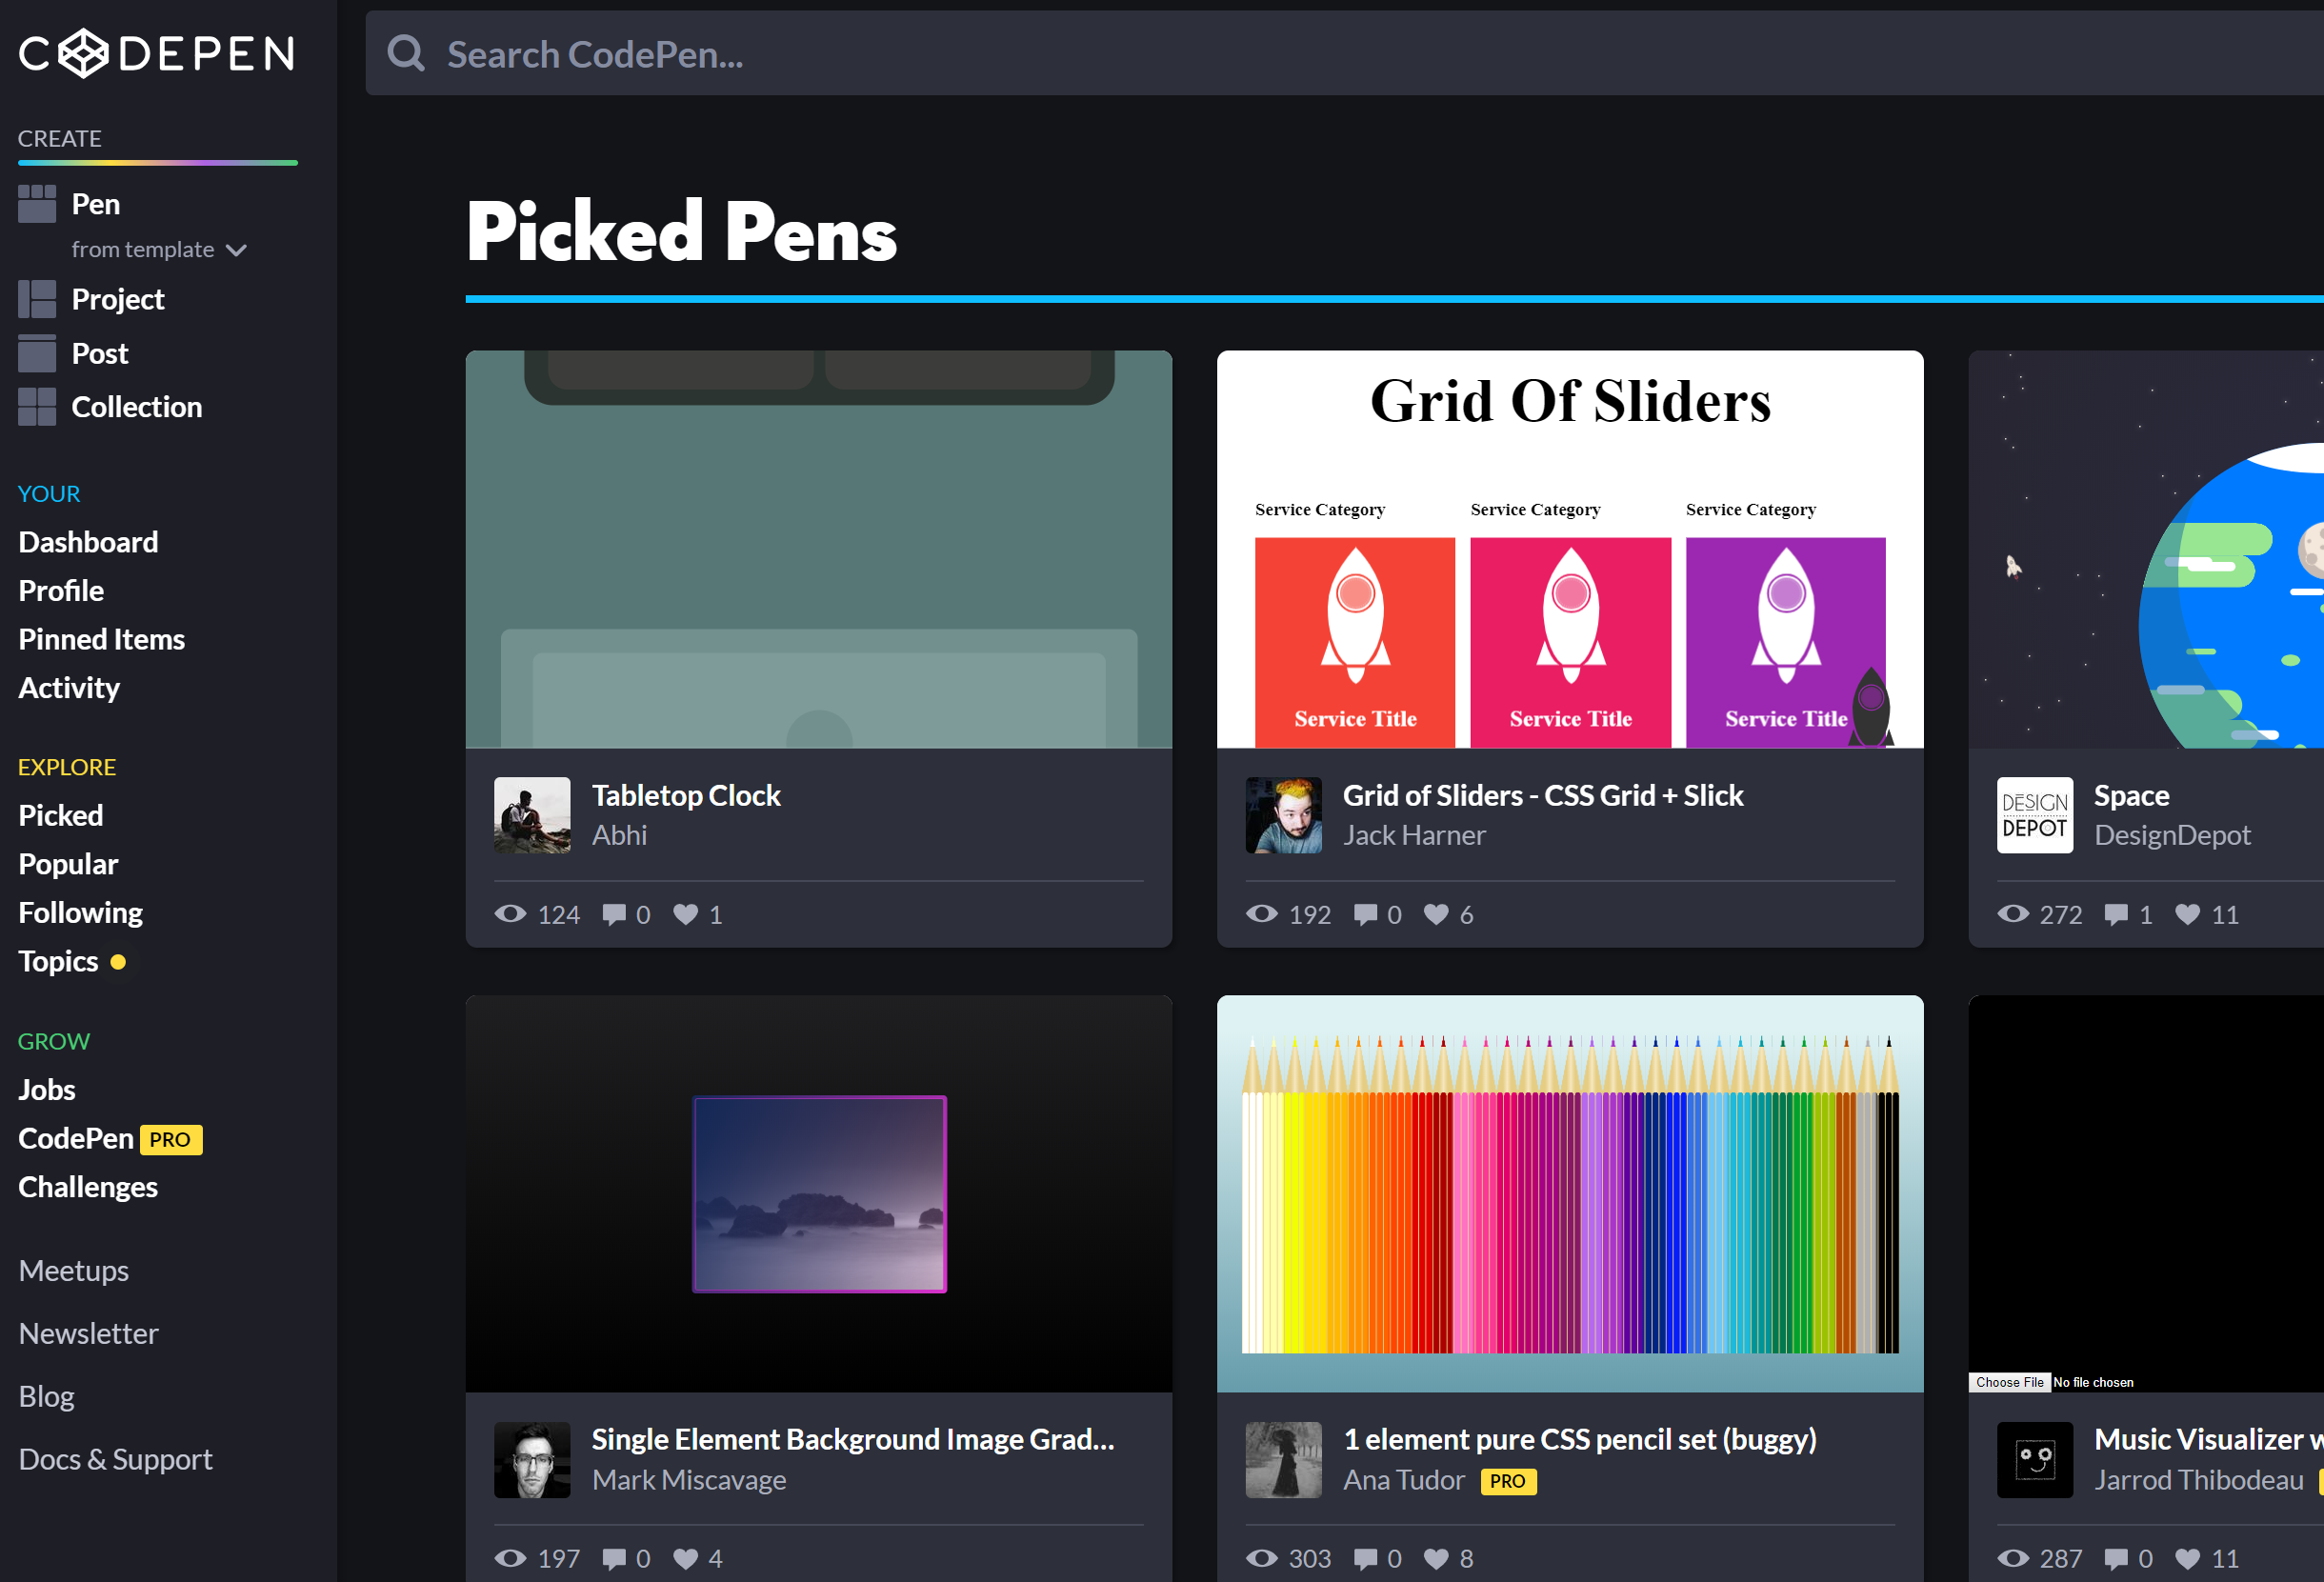 CODEPEN
Search CodePen...
CREATE
Pen
from template
Project
Post
Collection
YOUR
Dashboard
Profile
Pinned Items
Activity
EXPLORE
Picked
Popular
Following
Topics
GROW
Jobs
CodePen PRO
Challenges
Meetups
Newsletter
Blog
Docs & Support
Picked Pens
Grid Of Sliders
Service Category Service Category Service Category
Service Title Service Title Service Title
Tabletop Clock
Abhi
124 0 1
Grid of Sliders - CSS Grid + Slick
Jack Harner
192 0 6
DESIGN
DEPOT
Space
DesignDepot
272 1 11
Choose File No file chosen
Single Element Background Image Grad...
Mark Miscavage
197 0 4
1 element pure CSS pencil set (buggy)
Ana Tudor PRO
303 0 8
Music Visualizer
Jarrod Thibodeau
287 0 11